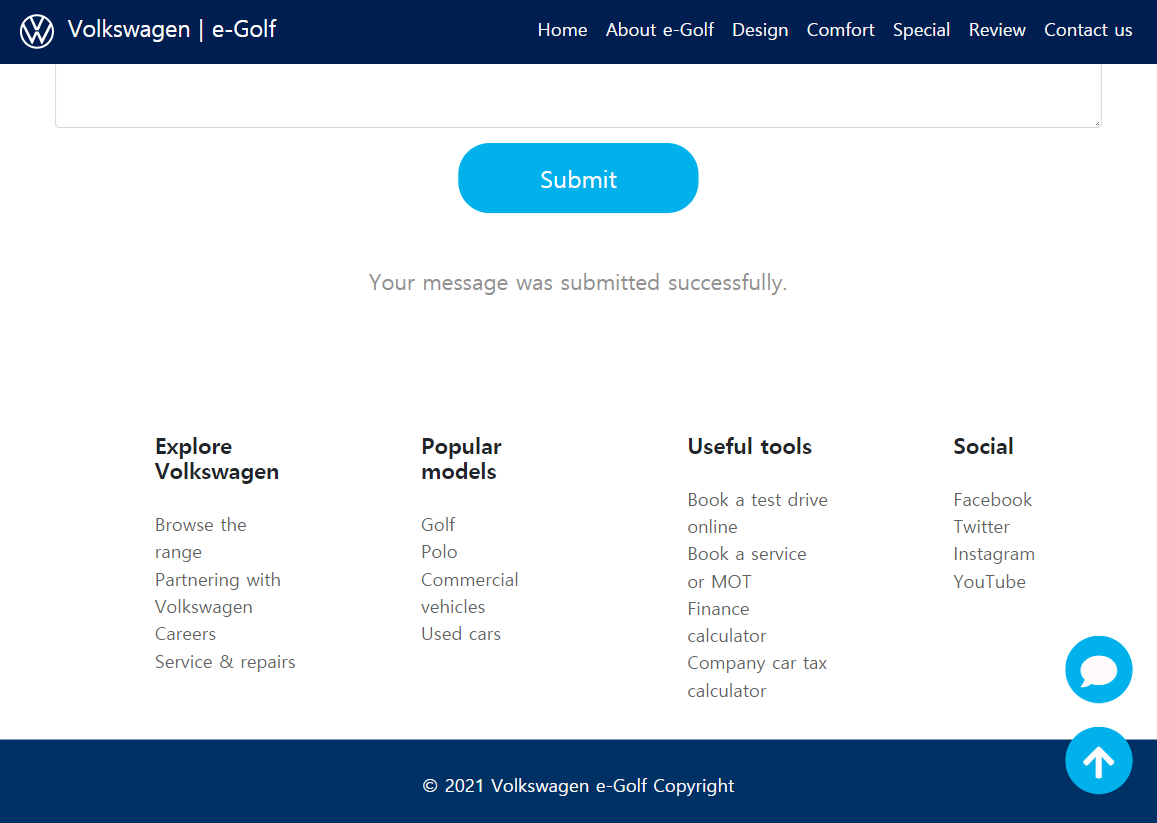 Volkswagen | e-Golf
Home About e-Golf Design Comfort Special Review Contact us
Submit
Your message was submitted successfully.
Explore
Volkswagen
Browse the
range
Partnering with
Volkswagen
Careers
Service & repairs
Popular
models
Golf
Polo
Commercial
vehicles
Used cars
Useful tools
Book a test drive
online
Book a service
or MOT
Finance
calculator
Company car tax
calculator
Social
Facebook
Twitter
Instagram
YouTube
© 2021 Volkswagen e-Golf Copyright